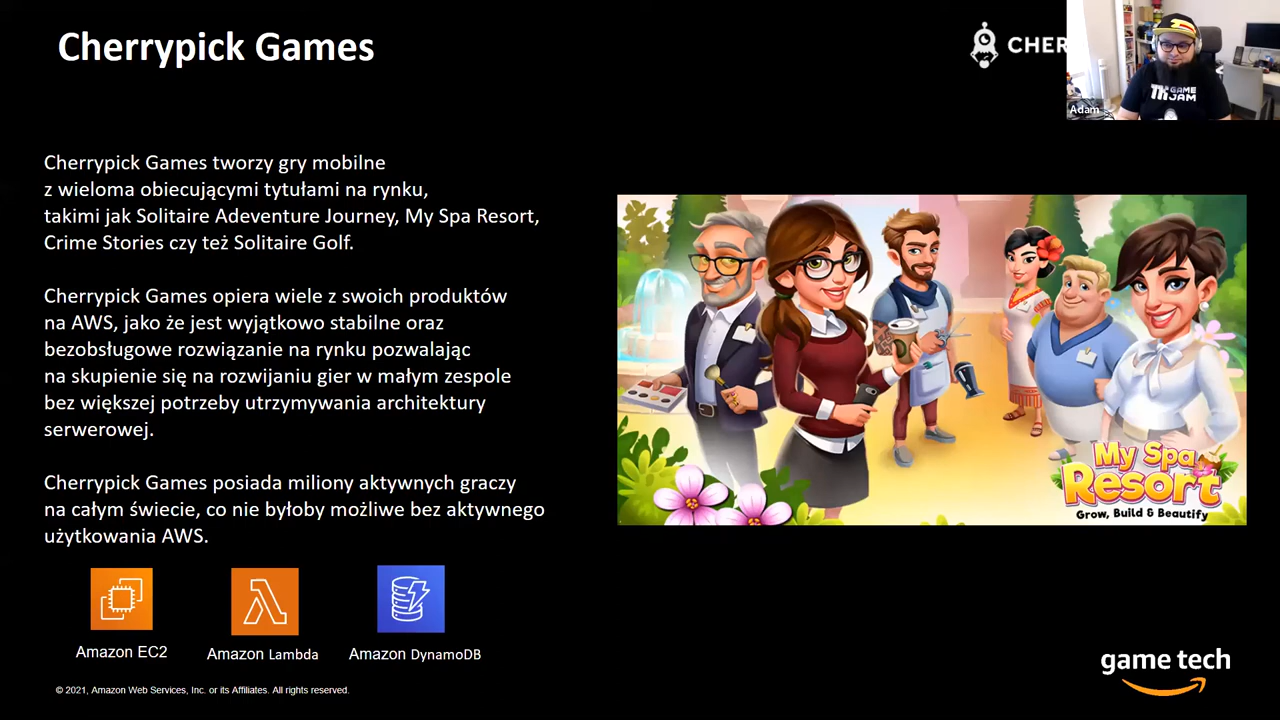 Cherrypick Games
CHER
Adam
GAME
JAM
Cherrypick Games tworzy gry mobilne
z wieloma obiecującymi tytułami na rynku,
takimi jak Solitaire Adeventure Journey, My Spa Resort,
Crime Stories czy też Solitaire Golf.
Cherrypick Games opiera wiele z swoich produktów
na AWS, jako że jest wyjątkowo stabilne oraz
bezobsługowe rozwiązanie na rynku pozwalając
na skupienie się na rozwijaniu gier w małym zespole
bez większej potrzeby utrzymywania architektury
serwerowej.
Cherrypick Games posiada miliony aktywnych graczy
na całym świecie, co nie byłoby możliwe bez aktywnego
użytkowania AWS.
My Spa
Resort
Grow, Build & Beautify
Amazon EC2
Amazon Lambda
Amazon DynamoDB
game tech
© 2021, Amazon Web Services, Inc. or its Affiliates. All rights reserved.